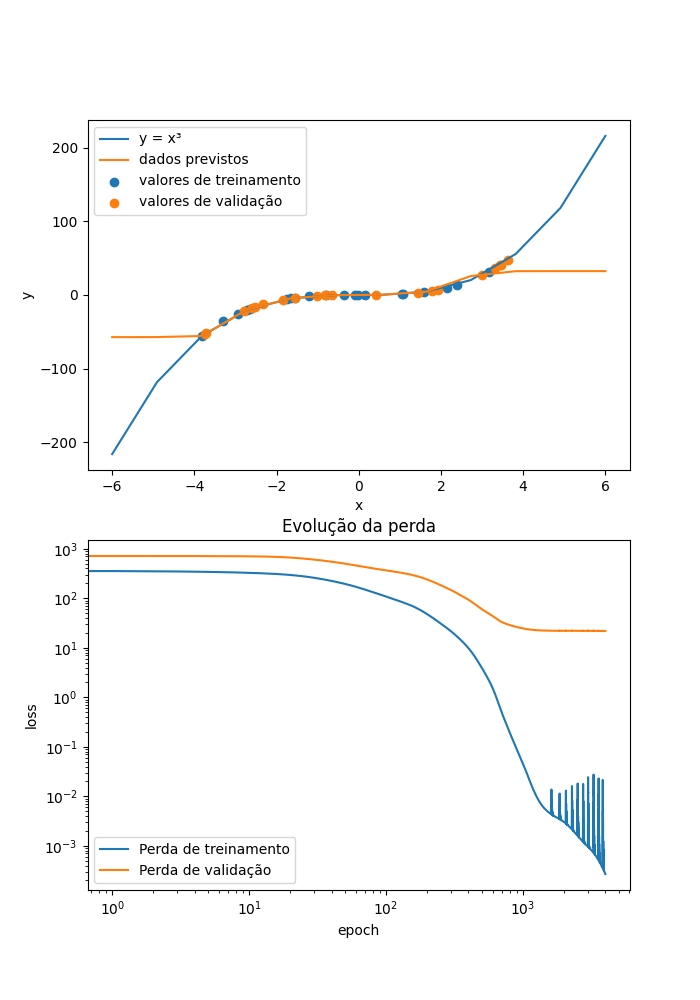 y = x³
dados previstos
valores de treinamento
valores de validação
200
100
0
−100
−200
y
−6 −4 −2 0 2 4 6
x
Evolução da perda
10³
10²
10¹
10⁰
10⁻¹
10⁻²
10⁻³
loss
Perda de treinamento
Perda de validação
10⁰ 10¹ 10² 10³
epoch